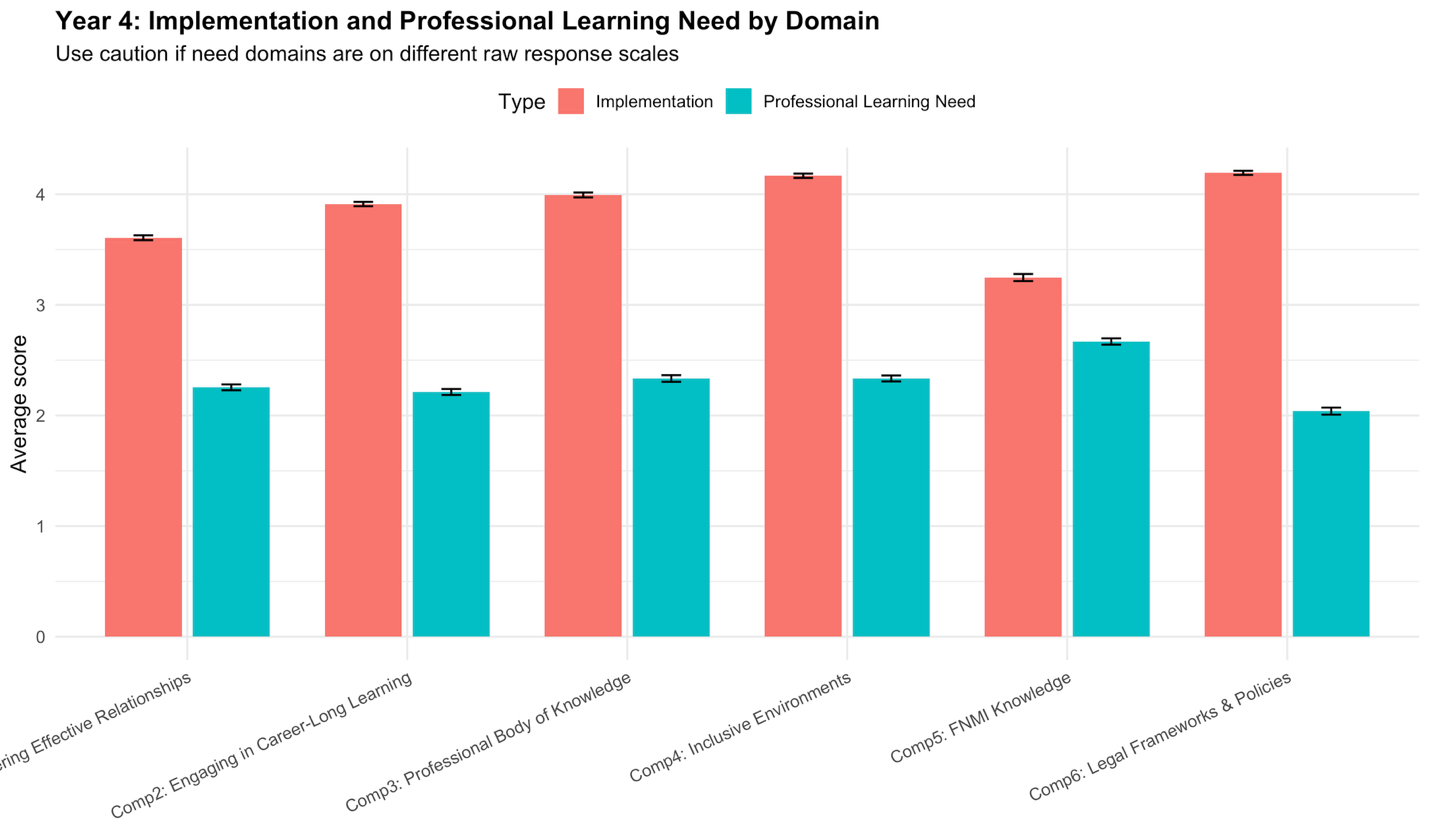 Year 4: Implementation and Professional Learning Need by Domain
Use caution if need domains are on different raw response scales
Type Implementation Professional Learning Need
Average score
4
3
2
1
0
ering Effective Relationships
Comp2: Engaging in Career-Long Learning
Comp3: Professional Body of Knowledge
Comp4: Inclusive Environments
Comp5: FNMI Knowledge
Comp6: Legal Frameworks & Policies